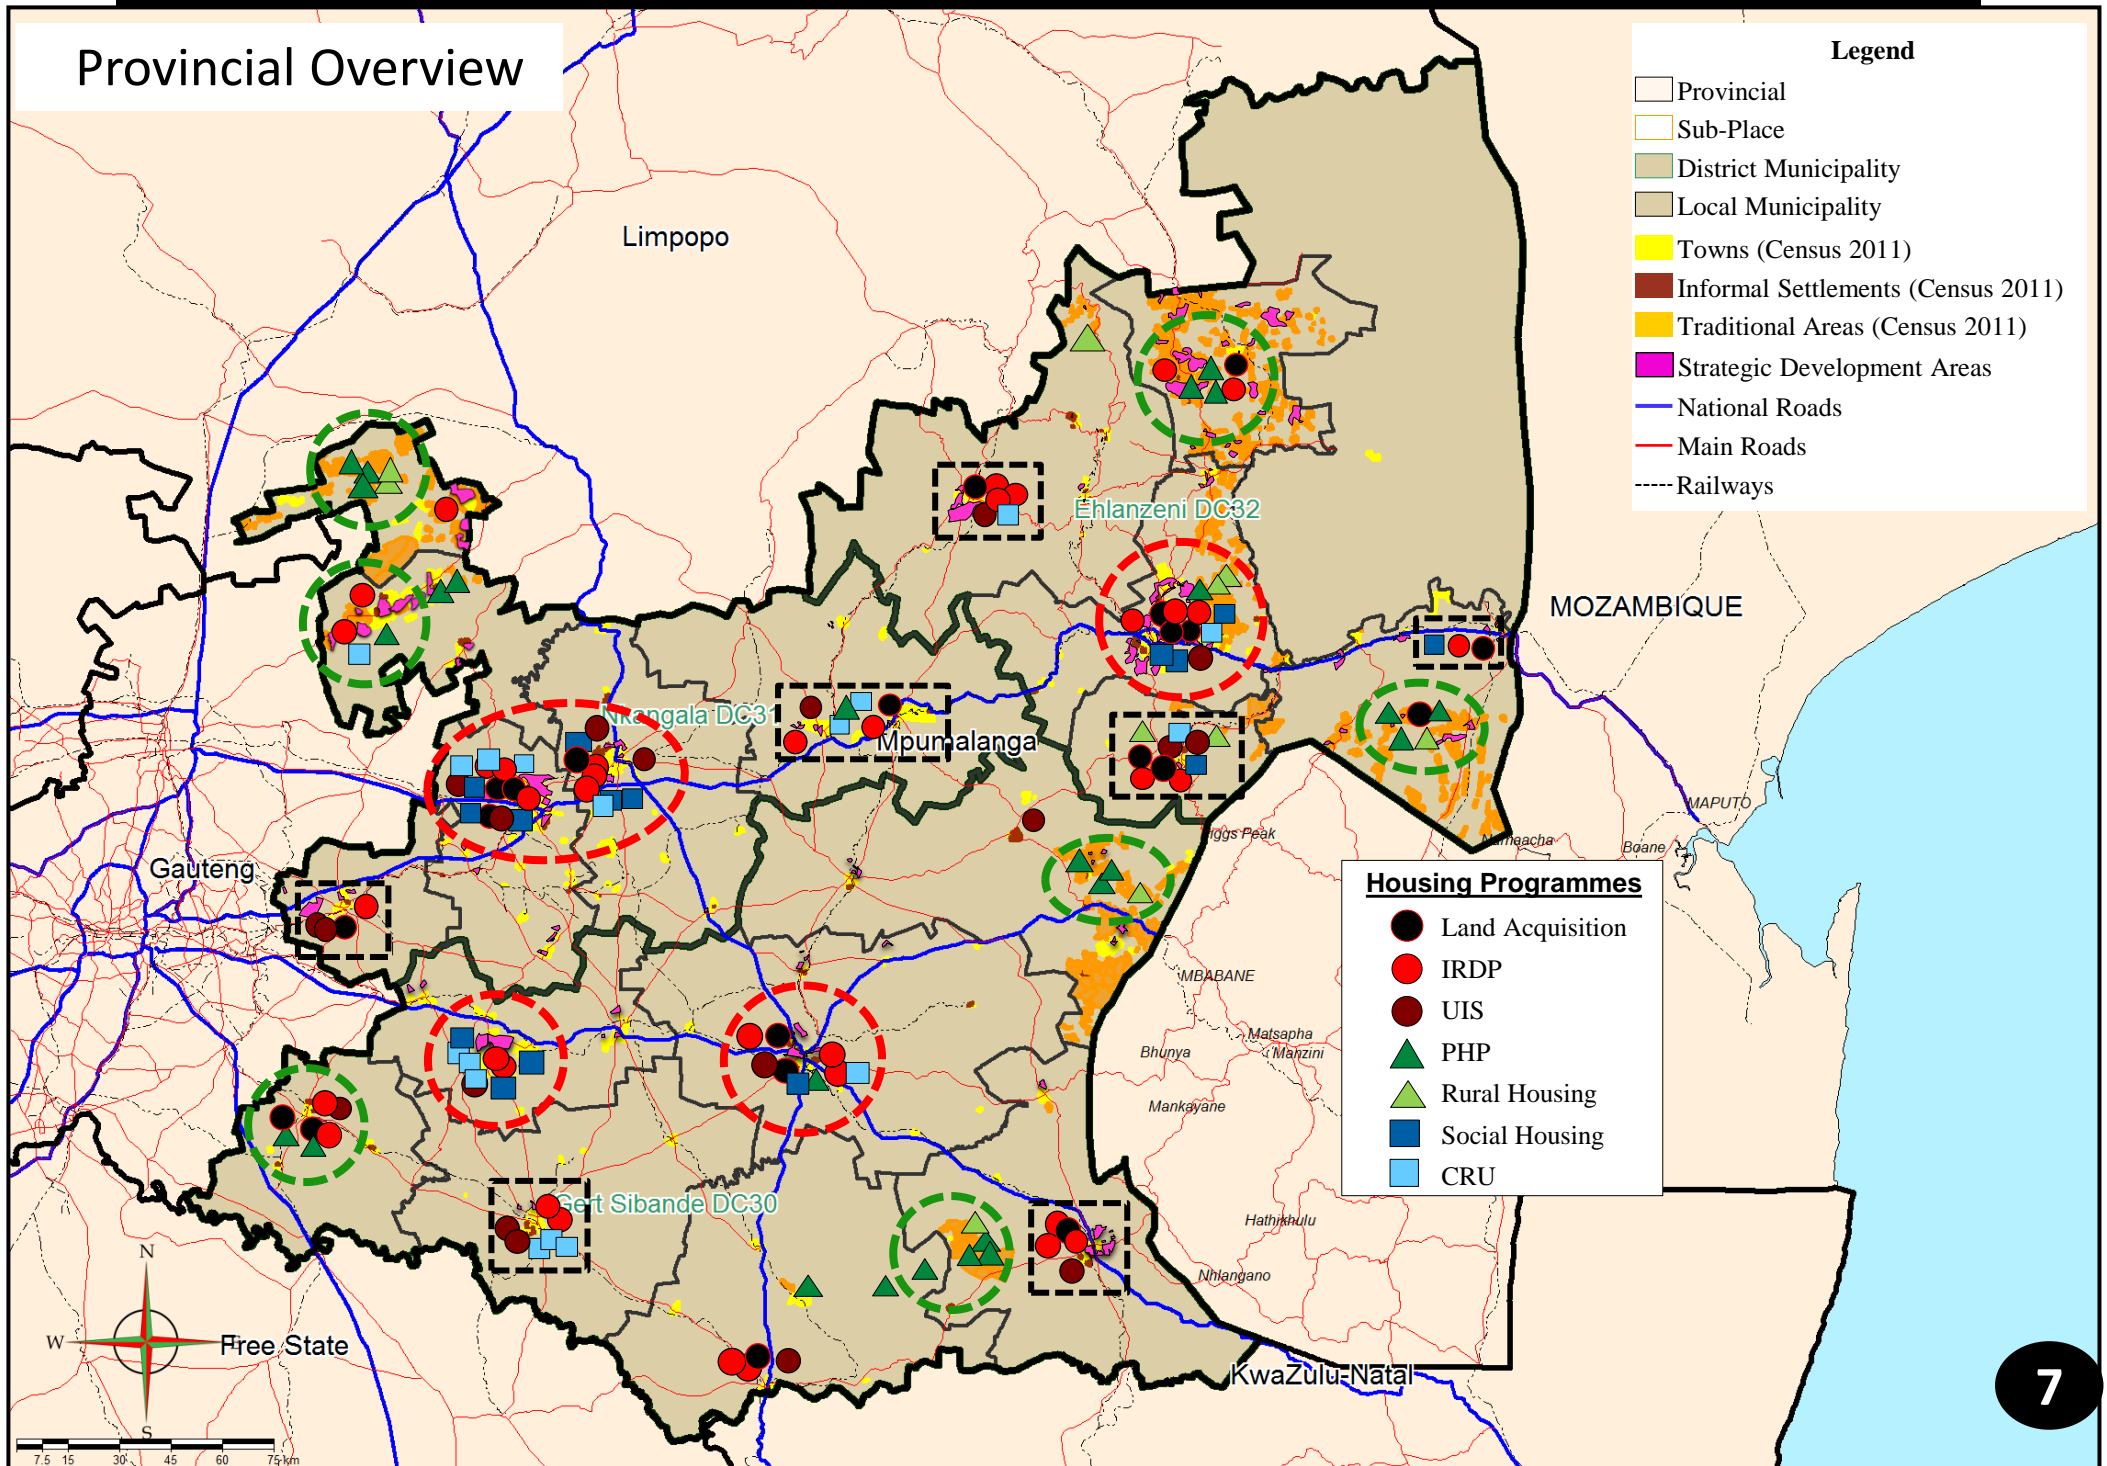 Provincial Overview
Legend
Provincial
Sub-Place
District Municipality
Local Municipality
Towns (Census 2011)
Informal Settlements (Census 2011)
Traditional Areas (Census 2011)
Strategic Development Areas
National Roads
Main Roads
Railways
Limpopo
Ehlanzeni DC32
MOZAMBIQUE
Nkangala DC31
Mpumalanga
MAPUTO
Namaacha
Boane
Piggs Peak
Gauteng
Housing Programmes
Land Acquisition
IRDP
UIS
PHP
Rural Housing
Social Housing
CRU
MBABANE
Matsapha
Manzini
Bhunya
Mankayane
Gert Sibande DC30
Hathikhulu
Nhlangano
N
W
E
S
Free State
KwaZulu-Natal
7.5 15 30 45 60 75 km
7